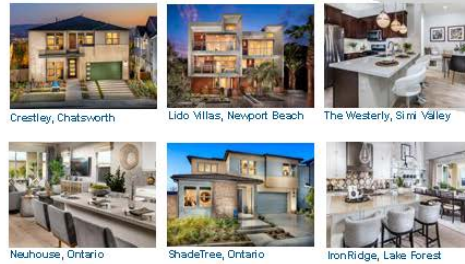 Crestley, Chatsworth
Lido Villas, Newport Beach
The Westerly, Simi Valley
Neuhouse, Ontario
ShadeTree, Ontario
IronRidge, Lake Forest